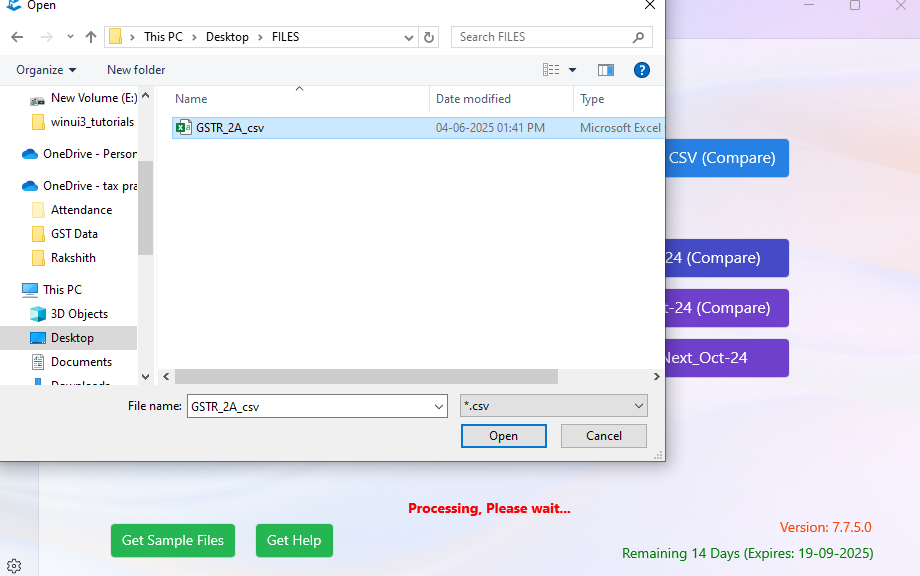 Open
This PC > Desktop > FILES
Search FILES
Organize
New folder
?
Name
Date modified
Type
New Volume (E:)
winui3_tutorials
OneDrive - Person
OneDrive - tax pra
Attendance
GST Data
Rakshith
This PC
3D Objects
Desktop
Documents
Downloads
GSTR_2A_csv
04-06-2025 01:41 PM
Microsoft Excel
File name:
GSTR_2A_csv
*.csv
Open
Cancel
CSV (Compare)
24 (Compare)
t-24 (Compare)
Next_Oct-24
Processing, Please wait...
Get Sample Files
Get Help
Version: 7.7.5.0
Remaining 14 Days (Expires: 19-09-2025)